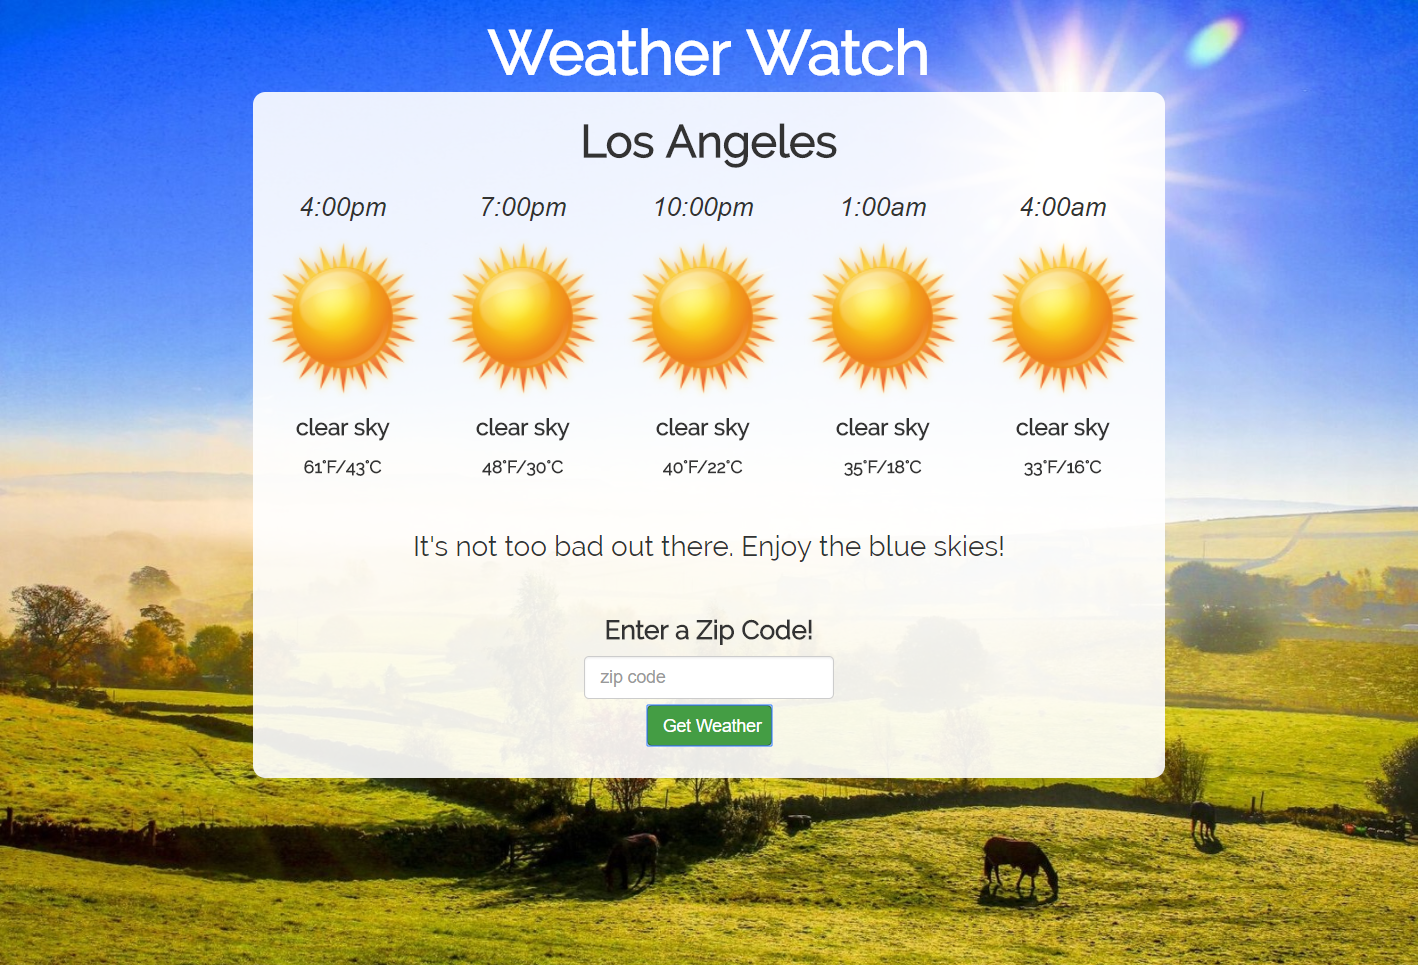 Weather Watch
Los Angeles
4:00pm 7:00pm 10:00pm 1:00am 4:00am
clear sky clear sky clear sky clear sky clear sky
61°F/43°C 48°F/30°C 40°F/22°C 35°F/18°C 33°F/16°C
It's not too bad out there. Enjoy the blue skies!
Enter a Zip Code!
zip code
Get Weather